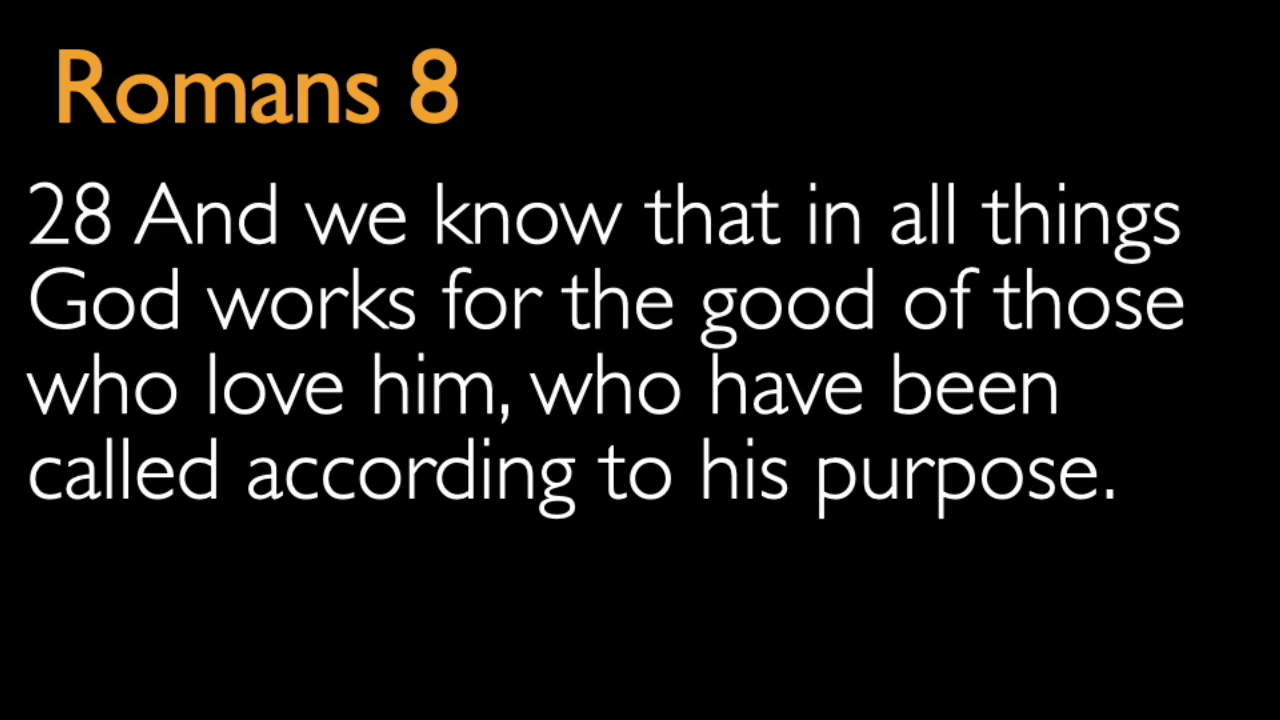 Romans 8
28 And we know that in all things
God works for the good of those
who love him, who have been
called according to his purpose.